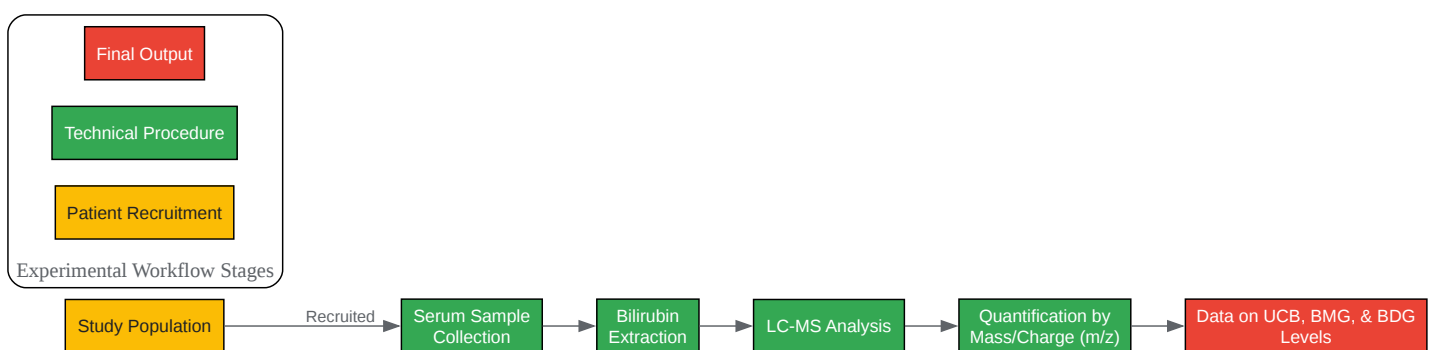 Final Output
Technical Procedure
Patient Recruitment
Experimental Workflow Stages
Study Population
Recruited
Serum Sample
Collection
Bilirubin
Extraction
LC-MS Analysis
Quantification by
Mass/Charge (m/z)
Data on UCB, BMG, & BDG
Levels